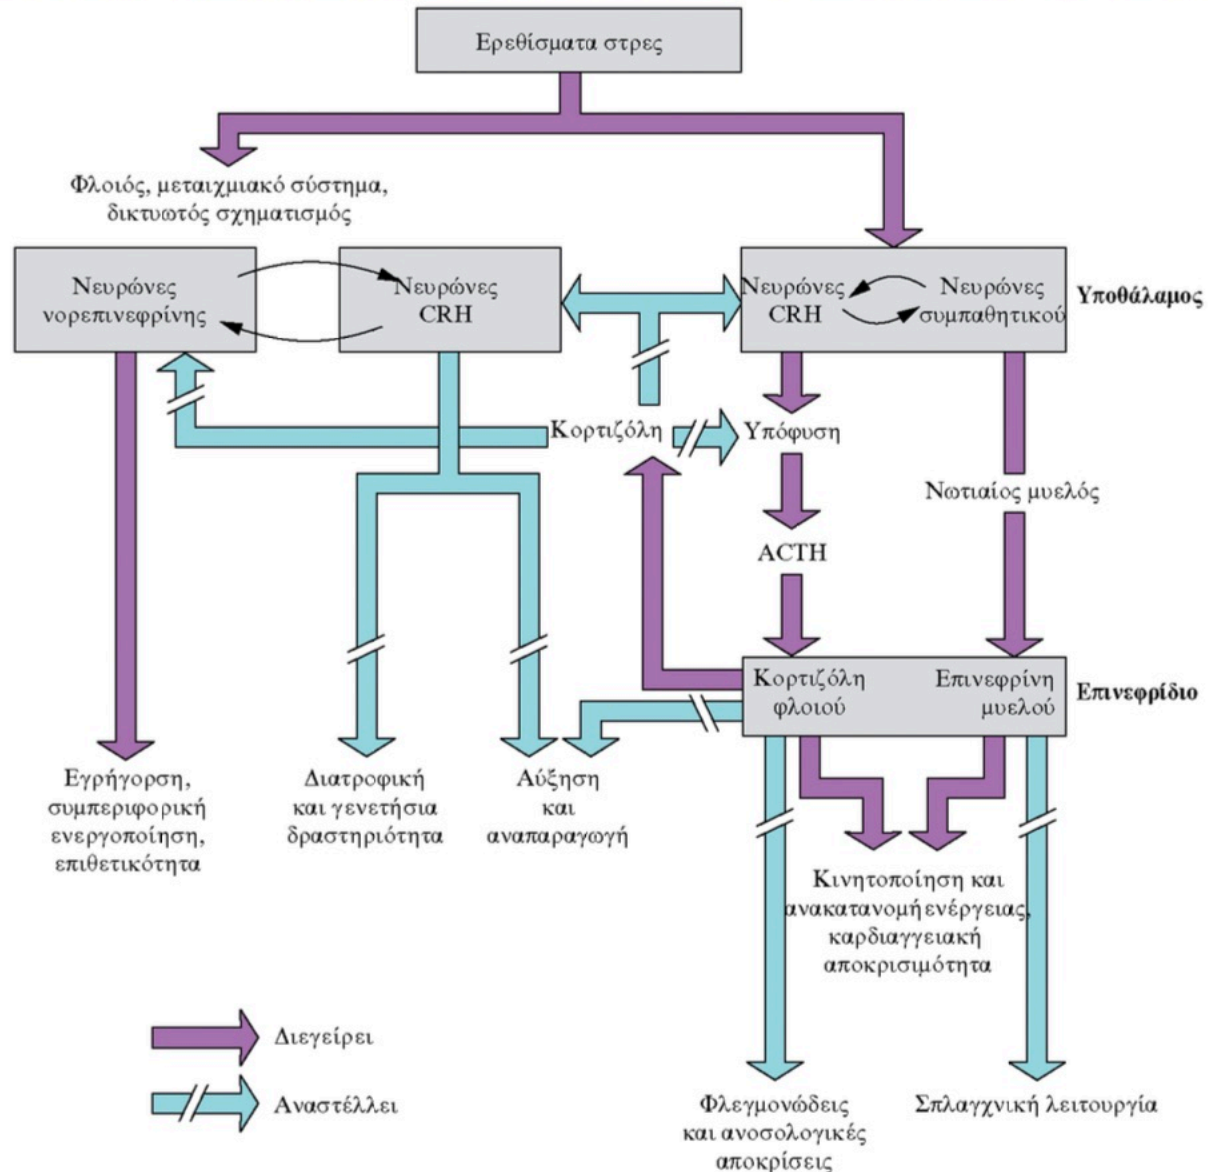 Ερεθίσματα στρες
Φλοιός, μεταιχμιακό σύστημα,
δικτυωτός σχηματισμός
Νευρώνες
νορεπινεφρίνης
Νευρώνες
CRH
Νευρώνες
CRH
Νευρώνες
συμπαθητικού
Υποθάλαμος
Κορτιζόλη
Υπόφυση
Νωτιαίος μυελός
ACTH
Κορτιζόλη
φλοιού
Επινεφρίνη
μυελού
Επινεφρίδιο
Εγρήγορση,
συμπεριφορική
ενεργοποίηση,
επιθετικότητα
Διατροφική
και γενετήσια
δραστηριότητα
Αύξηση
και
αναπαραγωγή
Κινητοποίηση και
ανακατανομή ενέργειας,
καρδιαγγειακή
αποκρισιμότητα
Διεγείρει
Αναστέλλει
Φλεγμονώδεις
και ανοσολογικές
αποκρίσεις
Σπλαγχνική λειτουργία